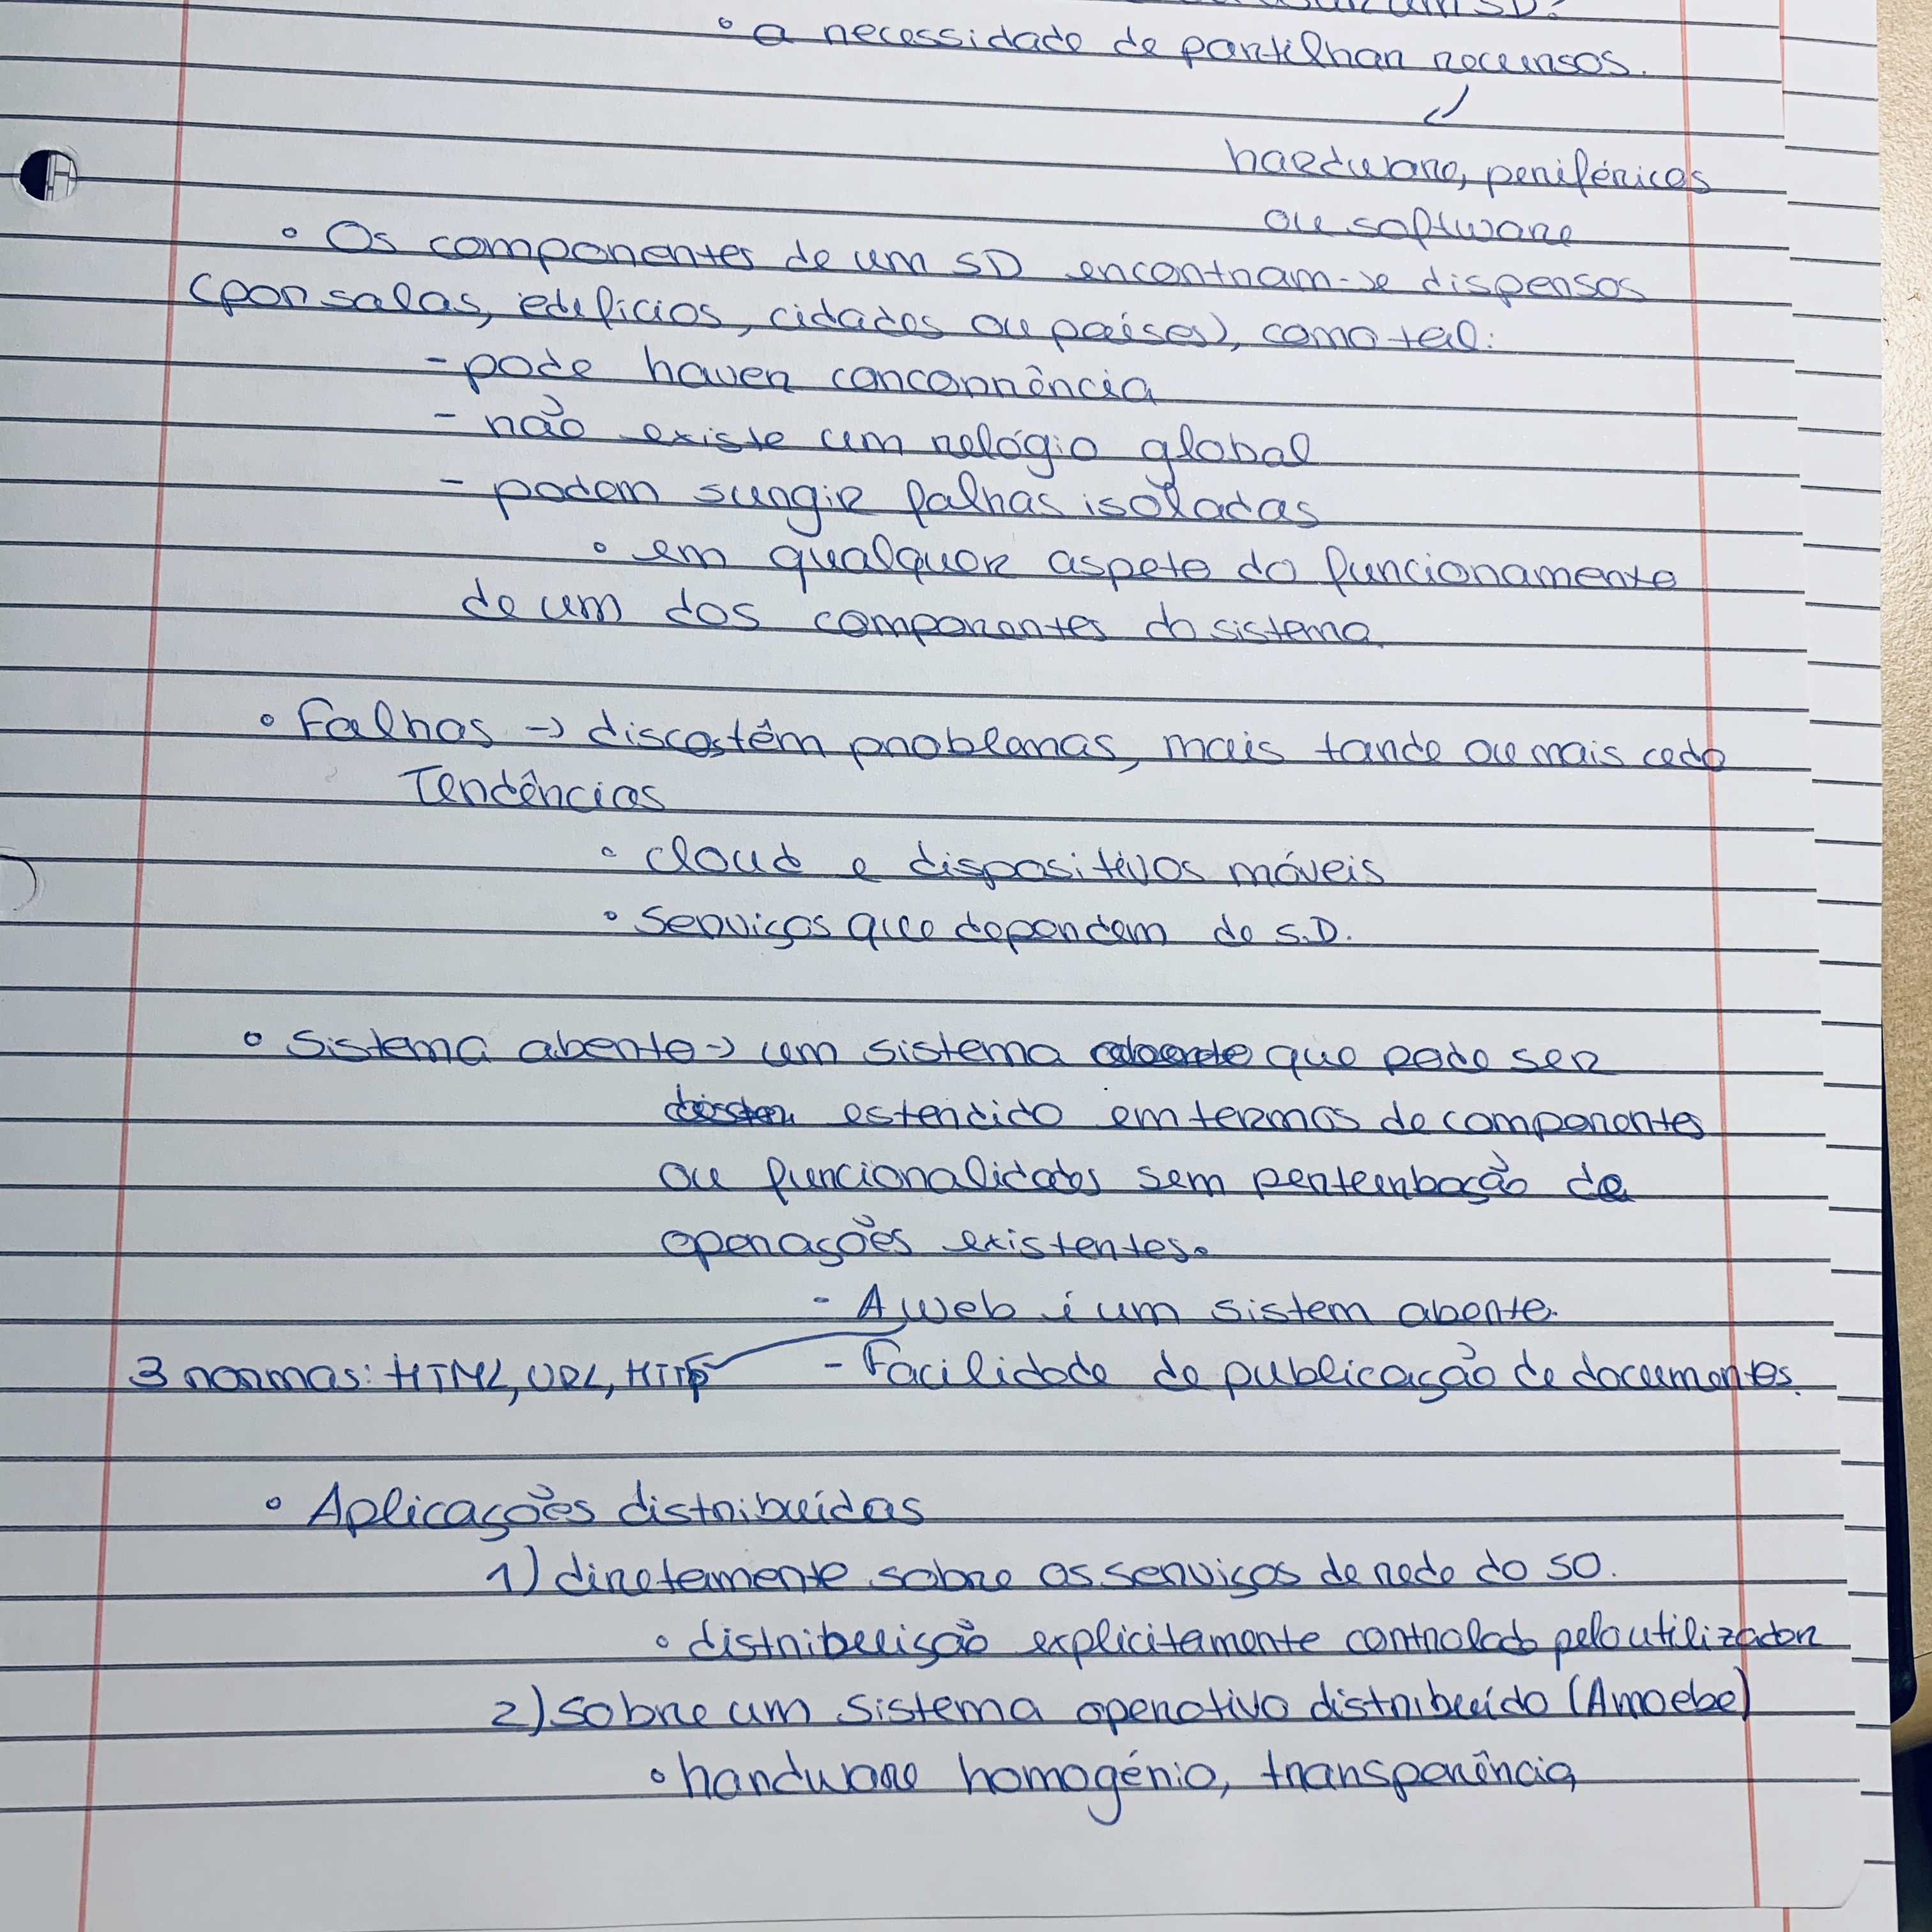 um SD?
• a necessidade de partilhar recursos.
hardware, periféricos
ou software
• Os componentes de um SD encontram-se dispersos
(por salas, edifícios, cidades ou países), como tal:
- pode haver concorrência
- não existe um relógio global
- podem surgir falhas isoladas
• em qualquer aspeto do funcionamento
de um dos componentes do sistema
• Falhas → discos têm problemas, mais tarde ou mais cedo
Tendências
• cloud e dispositivos móveis
• Serviços que dependem de S.D.
• Sistema aberto → um sistema que pode ser
estendido em termos de componentes
ou funcionalidades sem perturbação de
operações existentes.
- A web é um sistem aberto.
3 normas: HTML, URL, HTTP - Facilidade de publicação de documentos.
• Aplicações distribuídas
1) diretamente sobre os serviços de rede do SO.
• distribuição explicitamente controlado pelo utilizador
2) sobre um sistema operativo distribuído (Amoebe)
• hardware homogénio, transparência